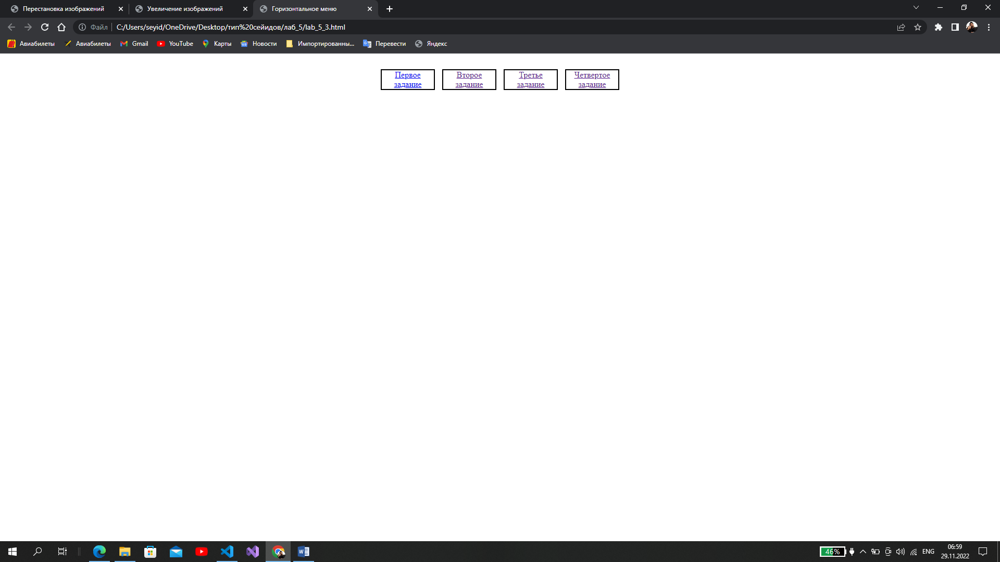 Перестановка изображений
Увеличение изображений
Горизонтальное меню
Файл C:/Users/seyid/OneDrive/Desktop/тип%20сейидов/лаб_5/lab_5_3.html
Авиабилеты Авиабилеты Gmail YouTube Карты Новости Импортированны... Перевести Яндекс
Первое
задание
Второе
задание
Третье
задание
Четвертое
задание
46% ENG
06:59
29.11.2022